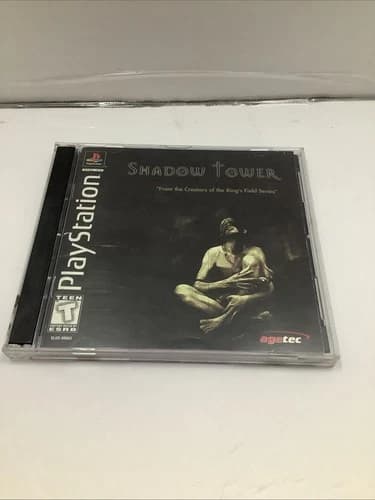 PlayStation
SHADOW TOWER
"From the Creators of the King's Field Series"
TEEN
T
ESRB
agetec